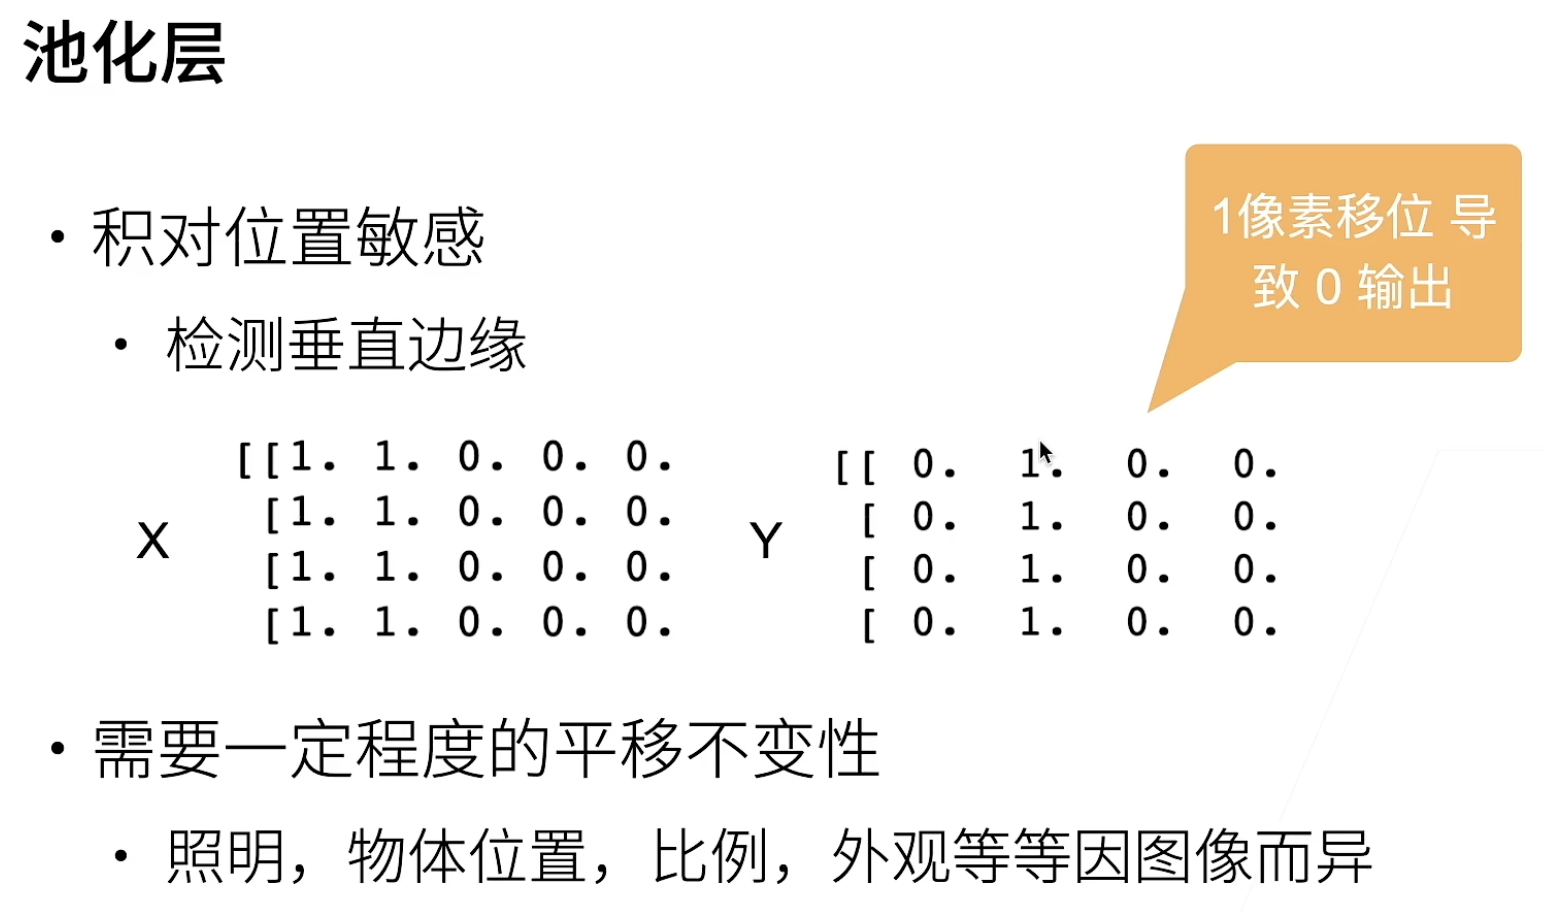 池化层
• 积对位置敏感
• 检测垂直边缘
1像素移位 导
致 0 输出
X
[[1. 1. 0. 0. 0.
[1. 1. 0. 0. 0.
[1. 1. 0. 0. 0.
[1. 1. 0. 0. 0.
Y
[[ 0. 1. 0. 0.
[ 0. 1. 0. 0.
[ 0. 1. 0. 0.
[ 0. 1. 0. 0.
• 需要一定程度的平移不变性
• 照明，物体位置，比例，外观等等因图像而异